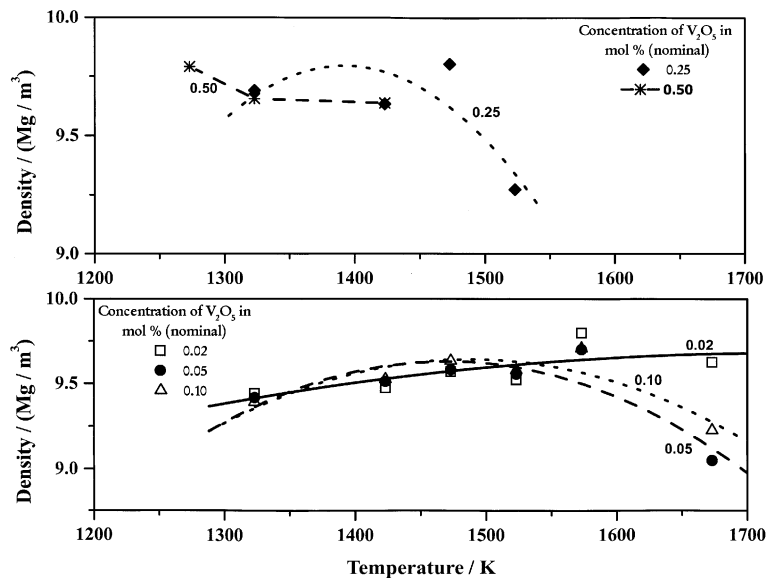 10.0
9.5
9.0
Density / (Mg / m³)
Concentration of V₂O₅ in
mol % (nominal)
0.25
0.50
0.50
0.25
1200 1300 1400 1500 1600 1700
10.0
9.5
9.0
Density / (Mg / m³)
Concentration of V₂O₅ in
mol % (nominal)
0.02
0.05
0.10
0.02
0.10
0.05
1200 1300 1400 1500 1600 1700
Temperature / K